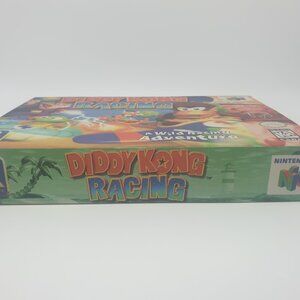 DIDDY KONG
RACING
A Wild Racing
Adventure
DIDDY KONG
RACING
NINTENDO